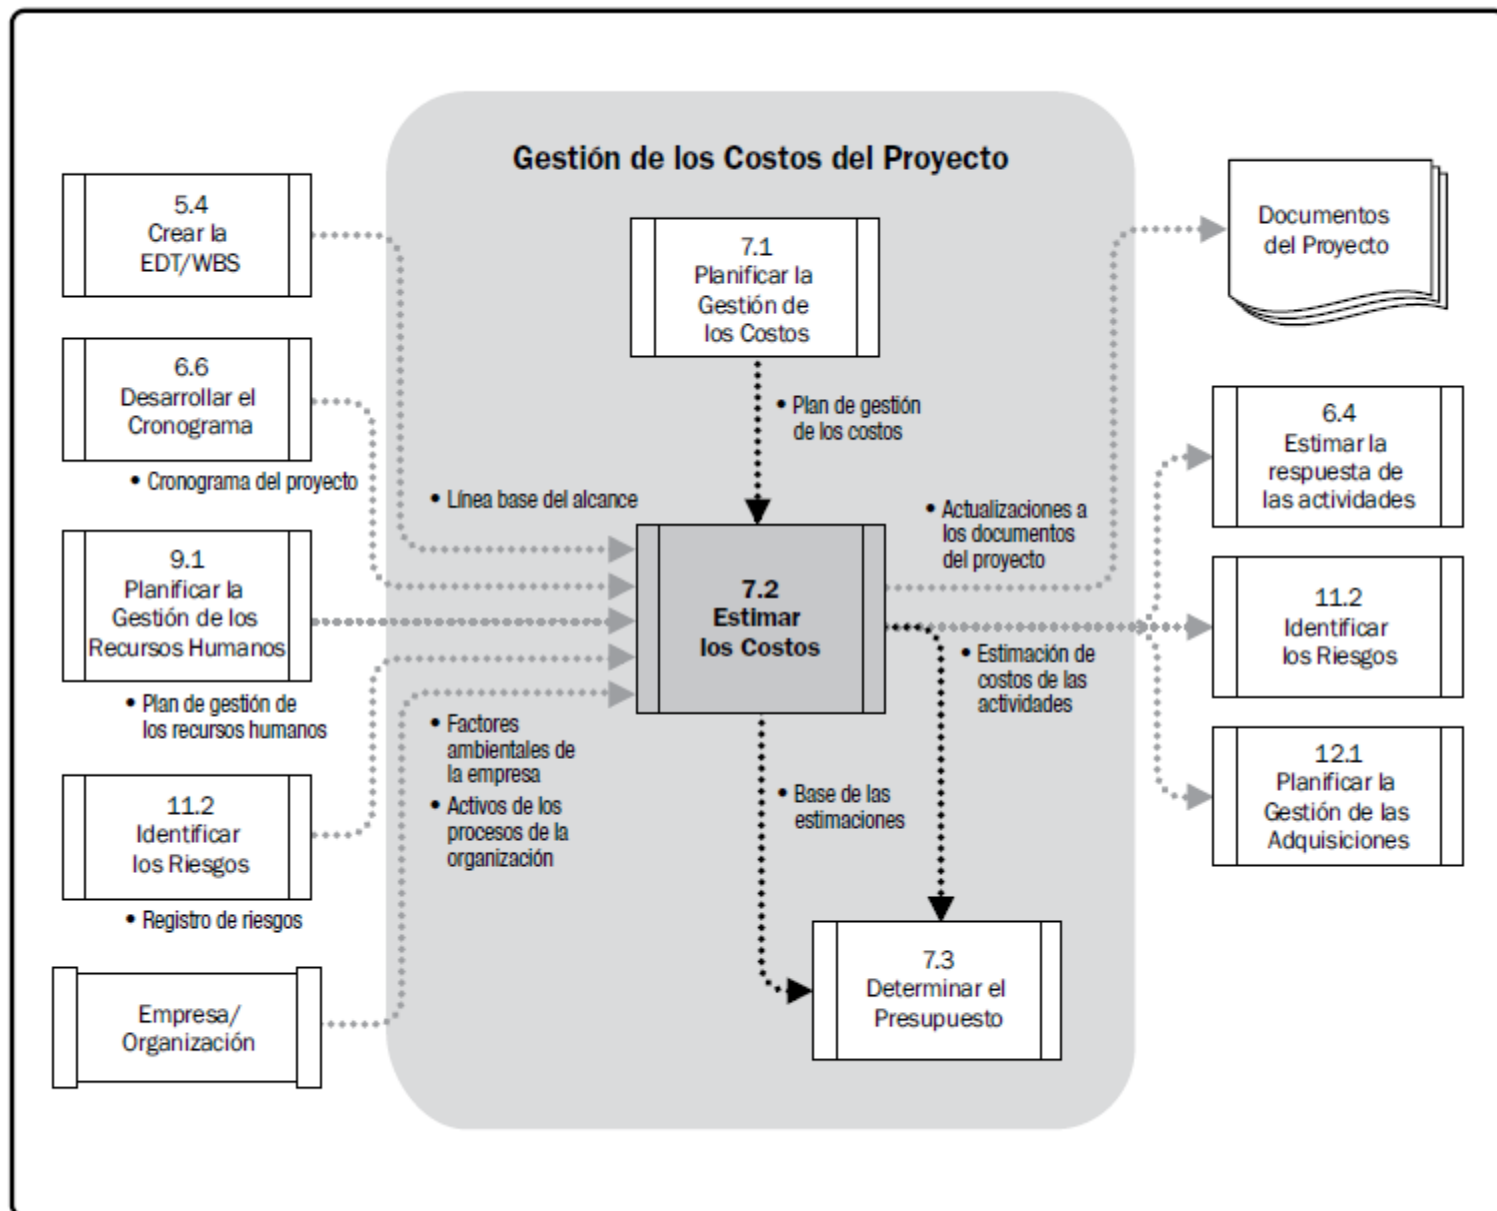 Gestión de los Costos del Proyecto
5.4
Crear la
EDT/WBS
6.6
Desarrollar el
Cronograma
• Cronograma del proyecto
9.1
Planificar la
Gestión de los
Recursos Humanos
• Plan de gestión de
los recursos humanos
11.2
Identificar
los Riesgos
• Registro de riesgos
Empresa/
Organización
7.1
Planificar la
Gestión de
los Costos
• Plan de gestión
de los costos
• Línea base del alcance
7.2
Estimar
los Costos
• Factores
ambientales de
la empresa
• Activos de los
procesos de la
organización
• Actualizaciones a
los documentos
del proyecto
• Estimación de
costos de las
actividades
• Base de las
estimaciones
7.3
Determinar el
Presupuesto
Documentos
del Proyecto
6.4
Estimar la
respuesta de
las actividades
11.2
Identificar
los Riesgos
12.1
Planificar la
Gestión de las
Adquisiciones